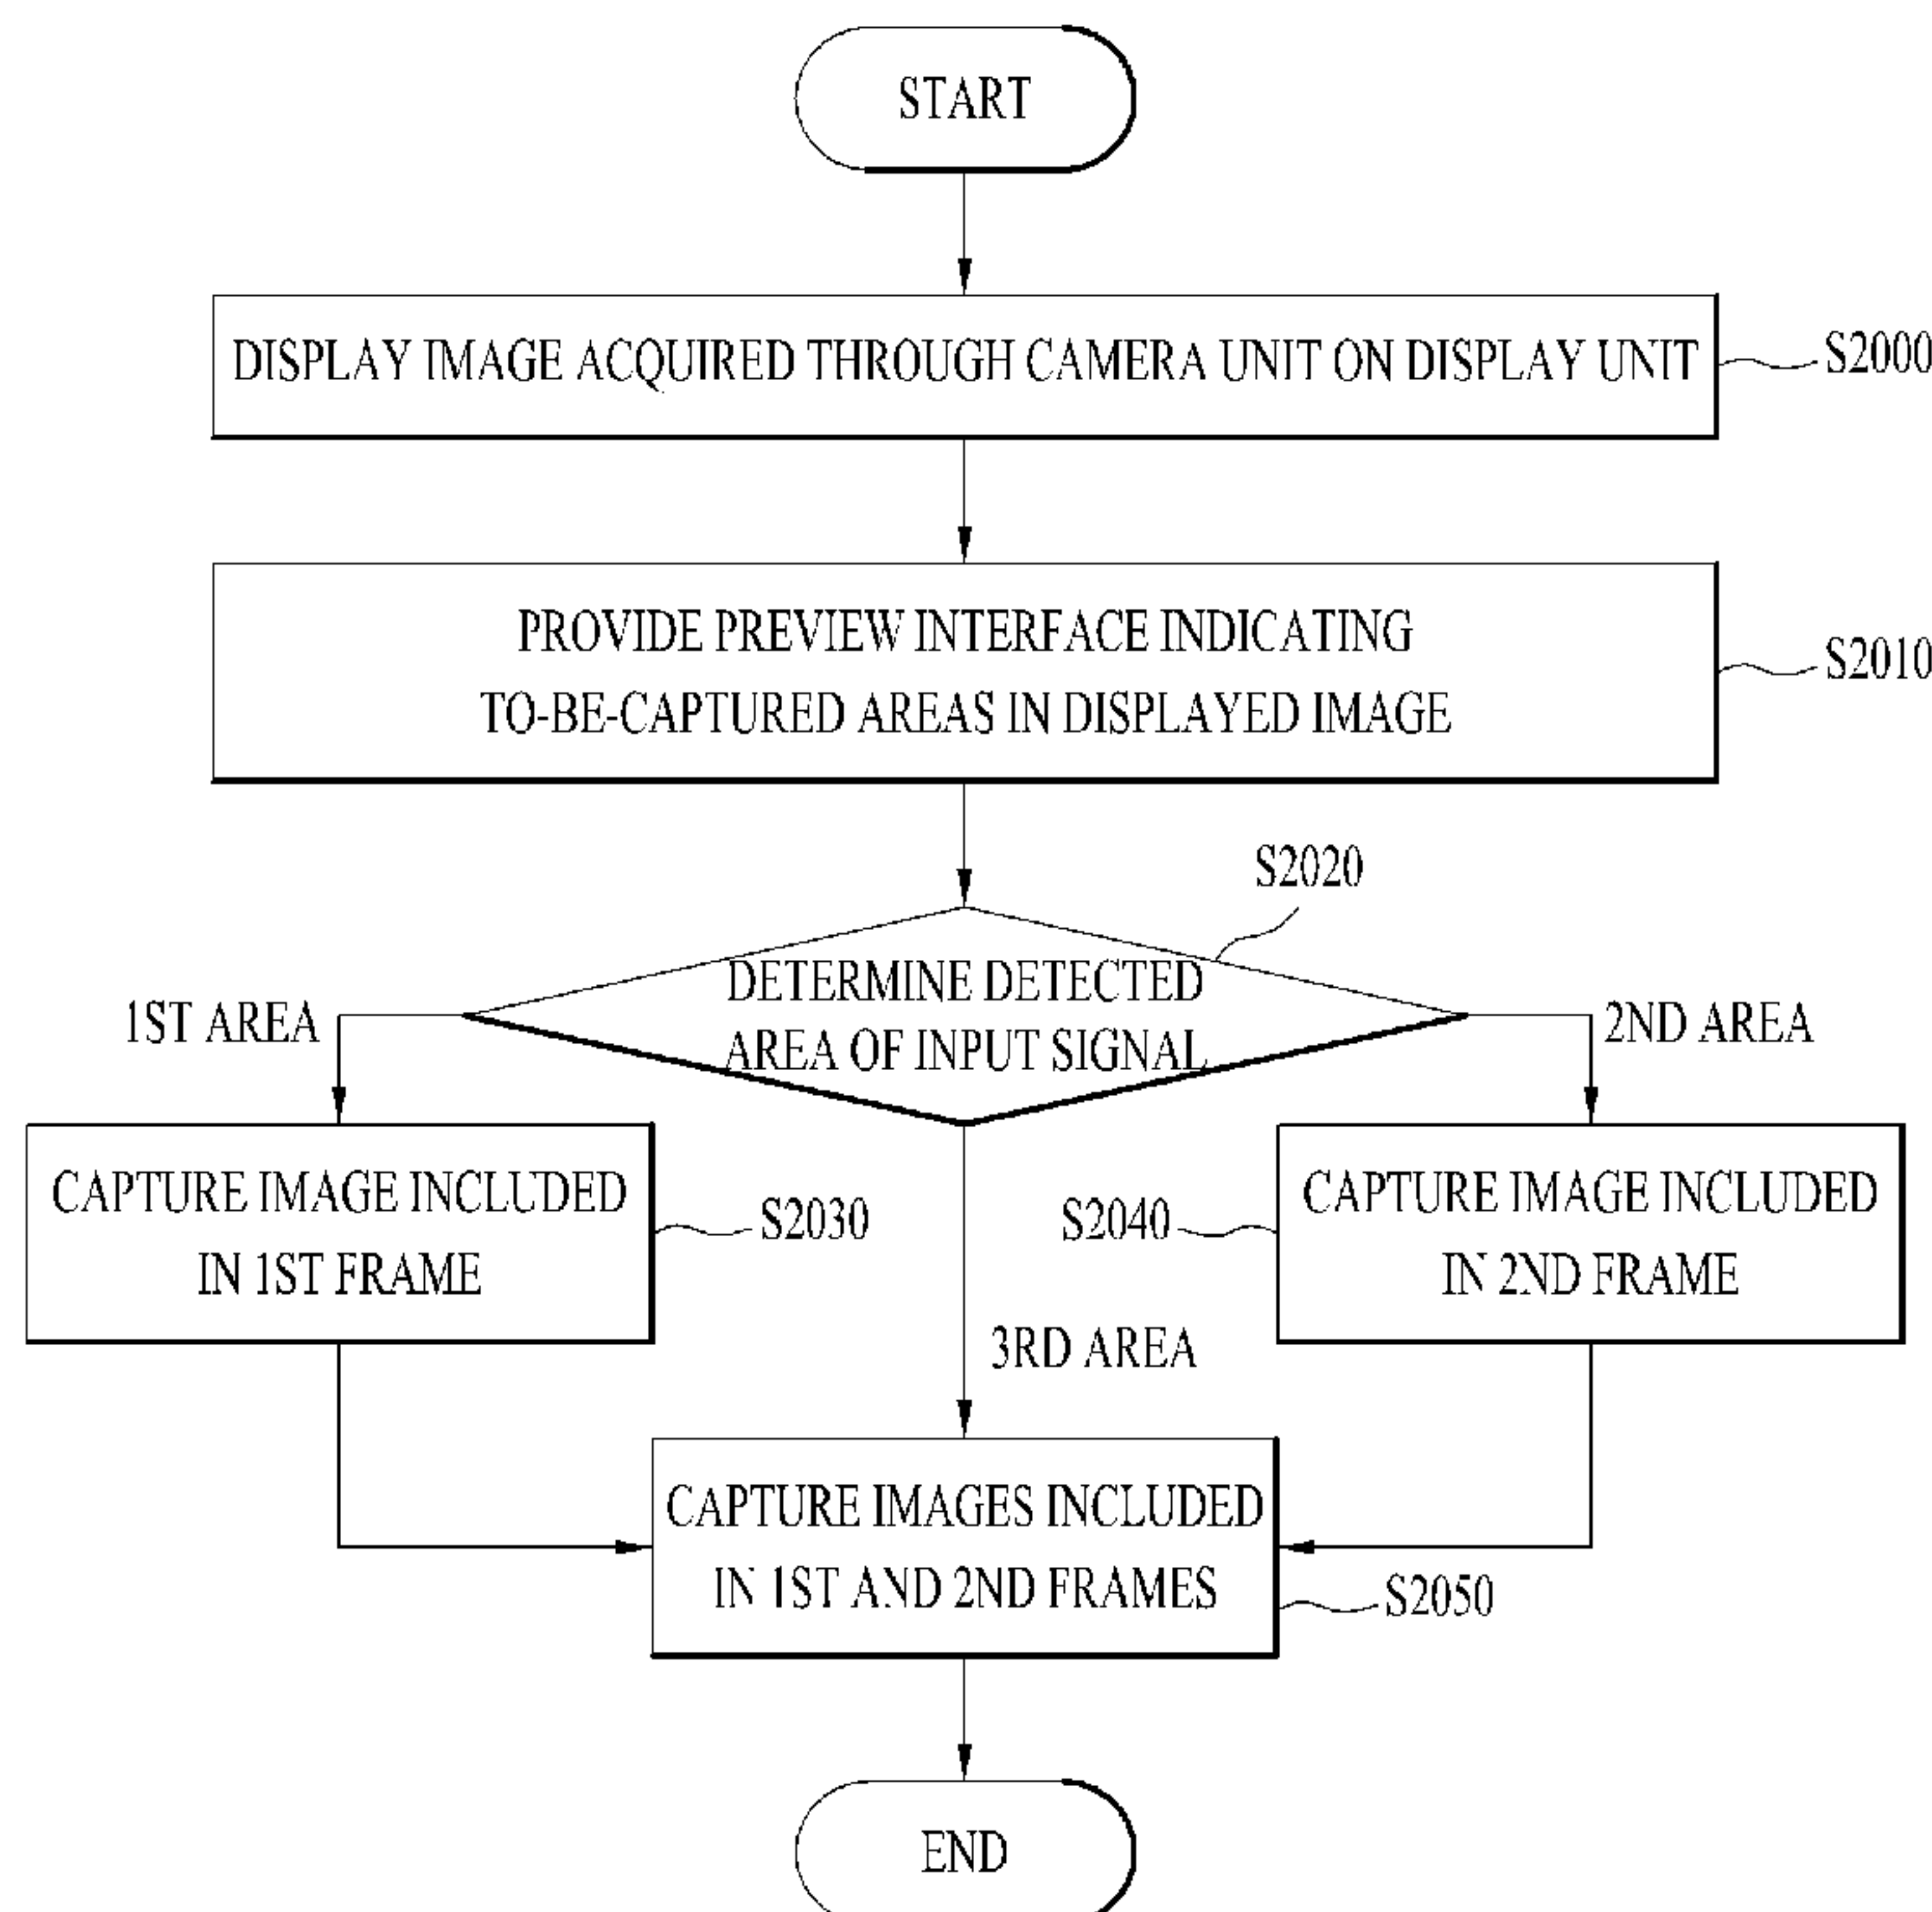 START
DISPLAY IMAGE ACQUIRED THROUGH CAMERA UNIT ON DISPLAY UNIT
S2000
PROVIDE PREVIEW INTERFACE INDICATING
TO-BE-CAPTURED AREAS IN DISPLAYED IMAGE
S2010
S2020
DETERMINE DETECTED
AREA OF INPUT SIGNAL
1ST AREA
2ND AREA
CAPTURE IMAGE INCLUDED
IN 1ST FRAME
S2030
S2040
CAPTURE IMAGE INCLUDED
IN 2ND FRAME
3RD AREA
CAPTURE IMAGES INCLUDED
IN 1ST AND 2ND FRAMES
S2050
END